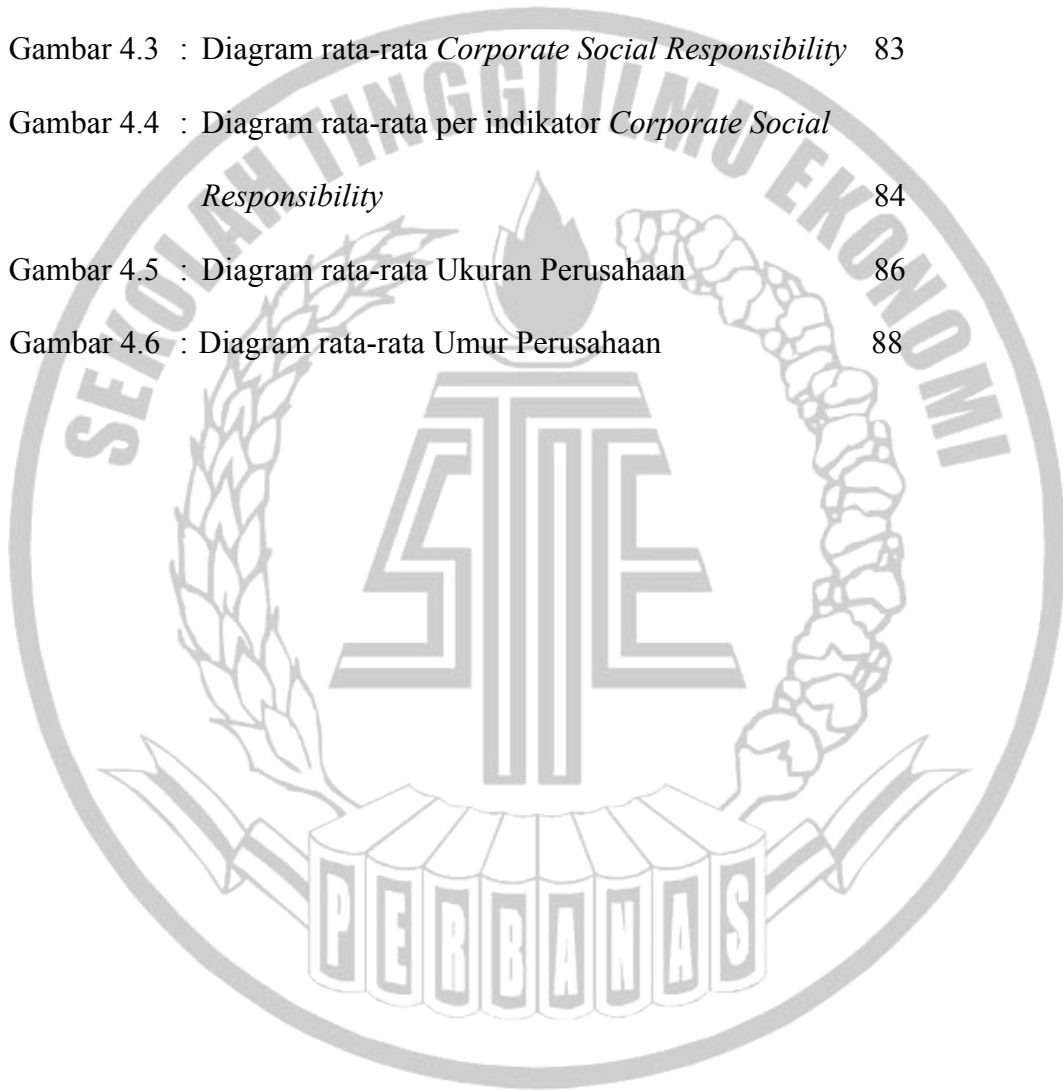 Gambar 4.3 : Diagram rata-rata Corporate Social Responsibility 83
Gambar 4.4 : Diagram rata-rata per indikator Corporate Social
Responsibility 84
Gambar 4.5 : Diagram rata-rata Ukuran Perusahaan 86
Gambar 4.6 : Diagram rata-rata Umur Perusahaan 88
SEKOLAH TINGGI ILMU EKONOMI
STIE
PERBANAS